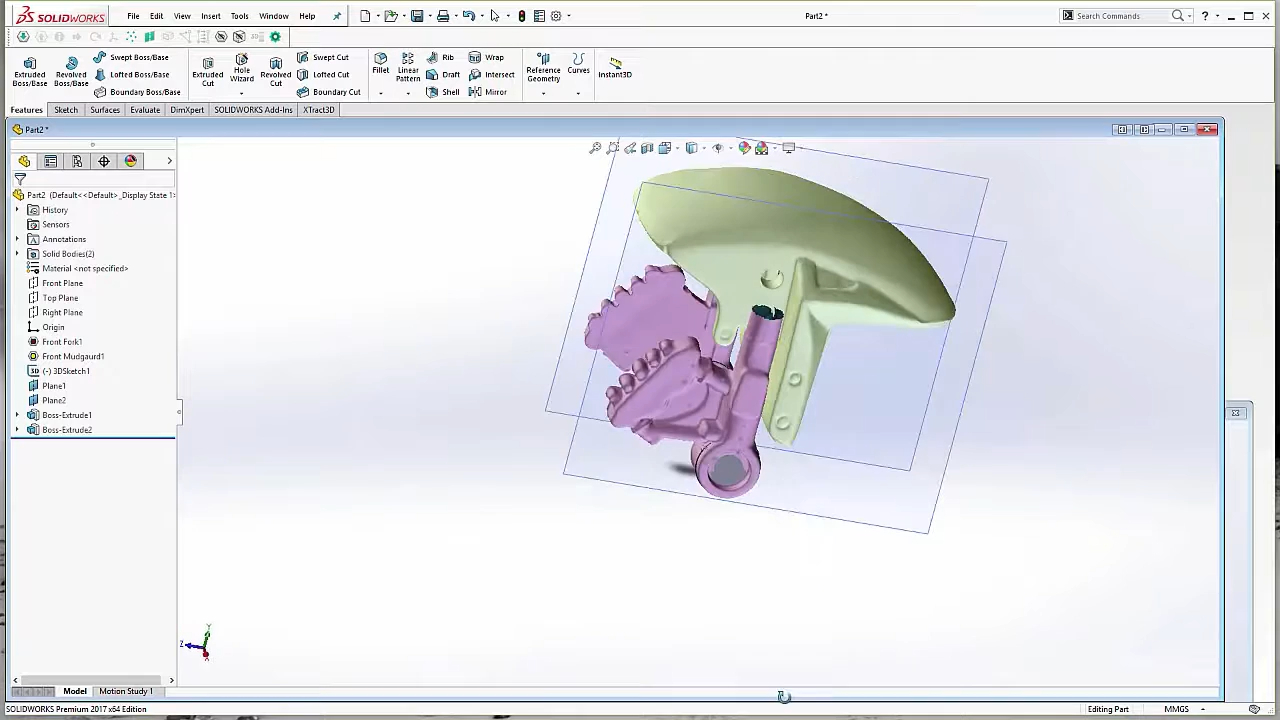 SOLIDWORKS File Edit View Insert Tools Window Help Part2 * Search Commands
Extruded Boss/Base Revolved Boss/Base Swept Boss/Base Lofted Boss/Base Boundary Boss/Base Extruded Cut Hole Wizard Revolved Cut Swept Cut Lofted Cut Boundary Cut Fillet Linear Pattern Rib Draft Shell Wrap Intersect Mirror Reference Geometry Curves Instant3D
Features Sketch Surfaces Evaluate DimXpert SOLIDWORKS Add-Ins XTract3D
Part2 *
Part2 (Default<<Default>_Display State 1>
History
Sensors
Annotations
Solid Bodies(2)
Material <not specified>
Front Plane
Top Plane
Right Plane
Origin
Front Fork1
Front Mudgaurd1
(-) 3DSketch1
Plane1
Plane2
Boss-Extrude1
Boss-Extrude2
Y
Z
X
Model Motion Study 1
SOLIDWORKS Premium 2017 x64 Edition Editing Part MMGS